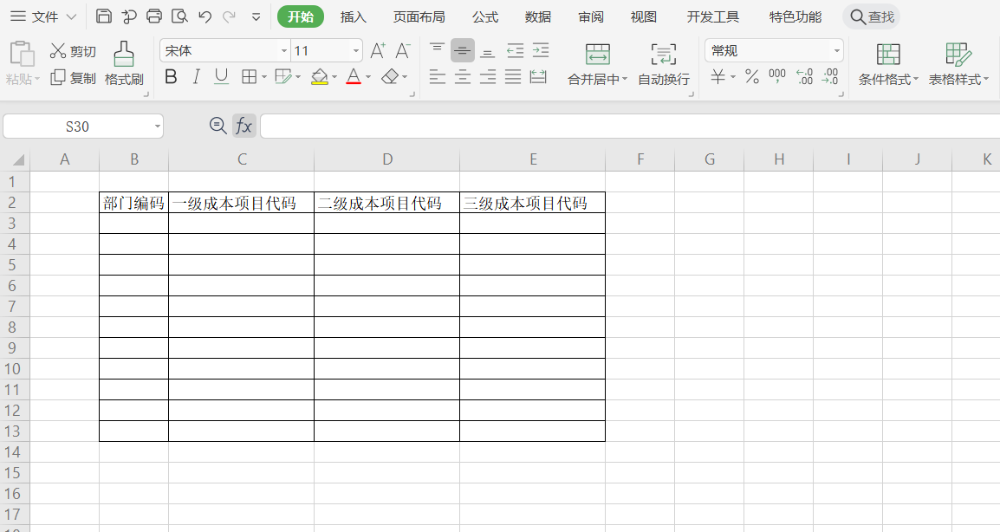 文件 开始 插入 页面布局 公式 数据 审阅 视图 开发工具 特色功能 查找
剪切 宋体 11 A+ A- 常规
粘贴 复制 格式刷 B I U A 合并居中 自动换行 ¥ % 000 .0 .00 .00 .0 条件格式 表格样式
S30 fx
A B C D E F G H I J K
1
2 部门编码 一级成本项目代码 二级成本项目代码 三级成本项目代码
3
4
5
6
7
8
9
10
11
12
13
14
15
16
17